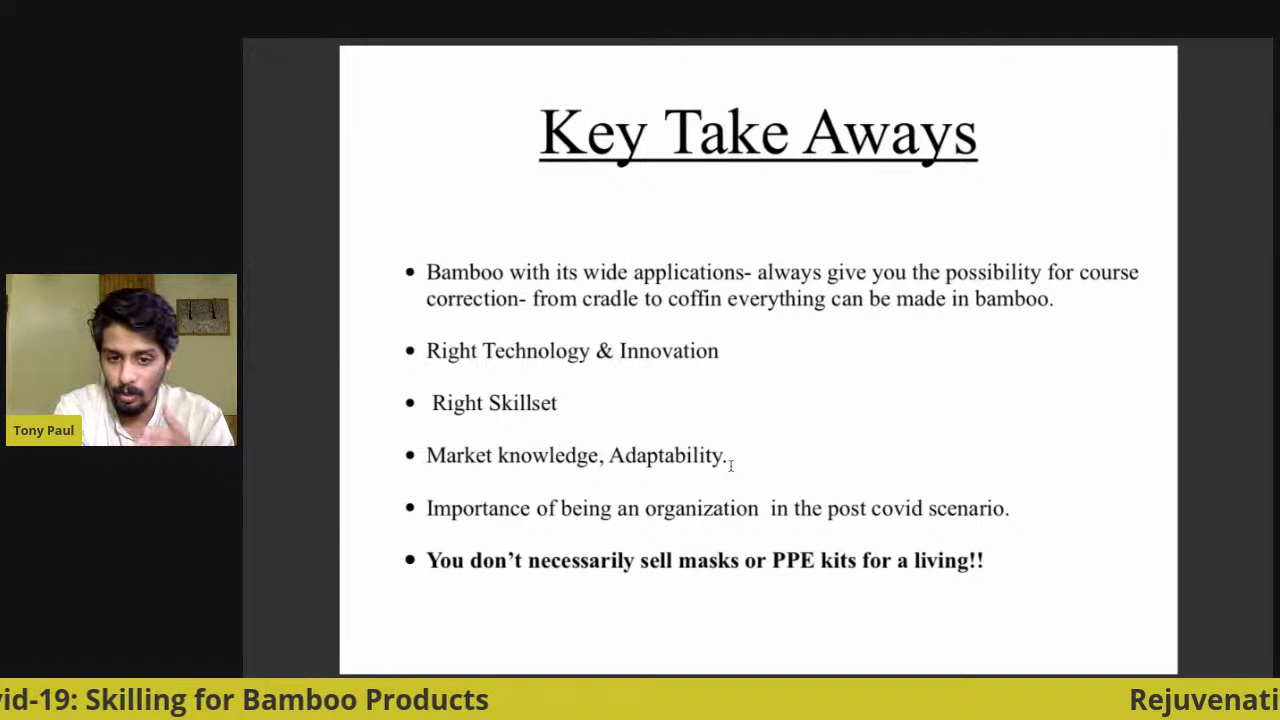 Key Take Aways
• Bamboo with its wide applications- always give you the possibility for course
correction- from cradle to coffin everything can be made in bamboo.
• Right Technology & Innovation
• Right Skillset
• Market knowledge, Adaptability.
• Importance of being an organization in the post covid scenario.
• You don’t necessarily sell masks or PPE kits for a living!!
Tony Paul
vid-19: Skilling for Bamboo Products
Rejuvenati